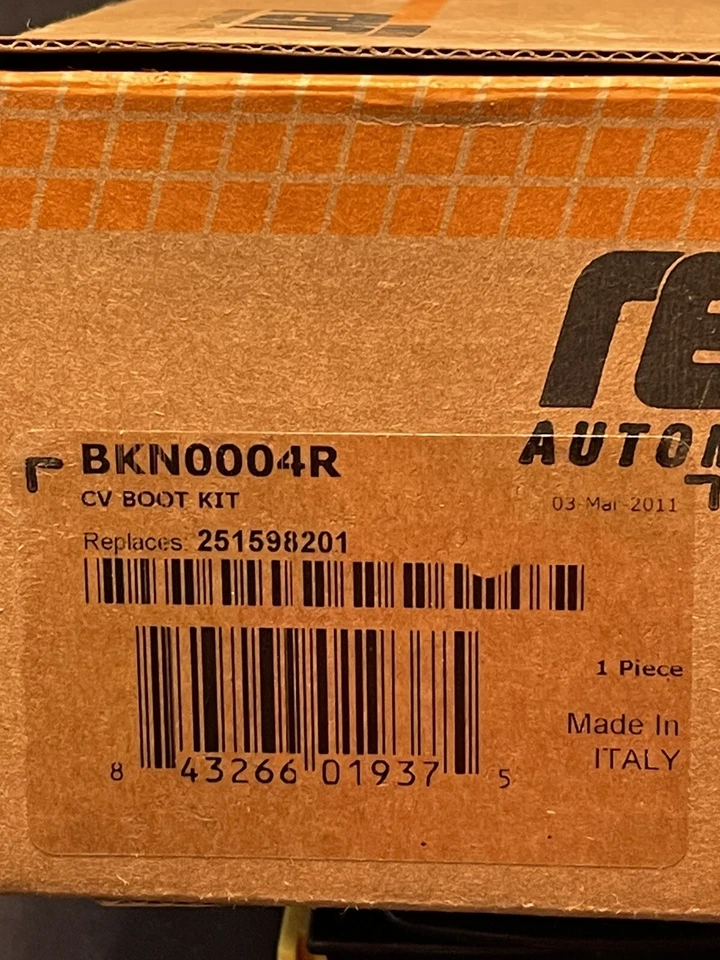 BKN0004R
CV BOOT KIT
03-Mar-2011
Replaces: 251598201
1 Piece
Made In
ITALY
8 43266 01937 5